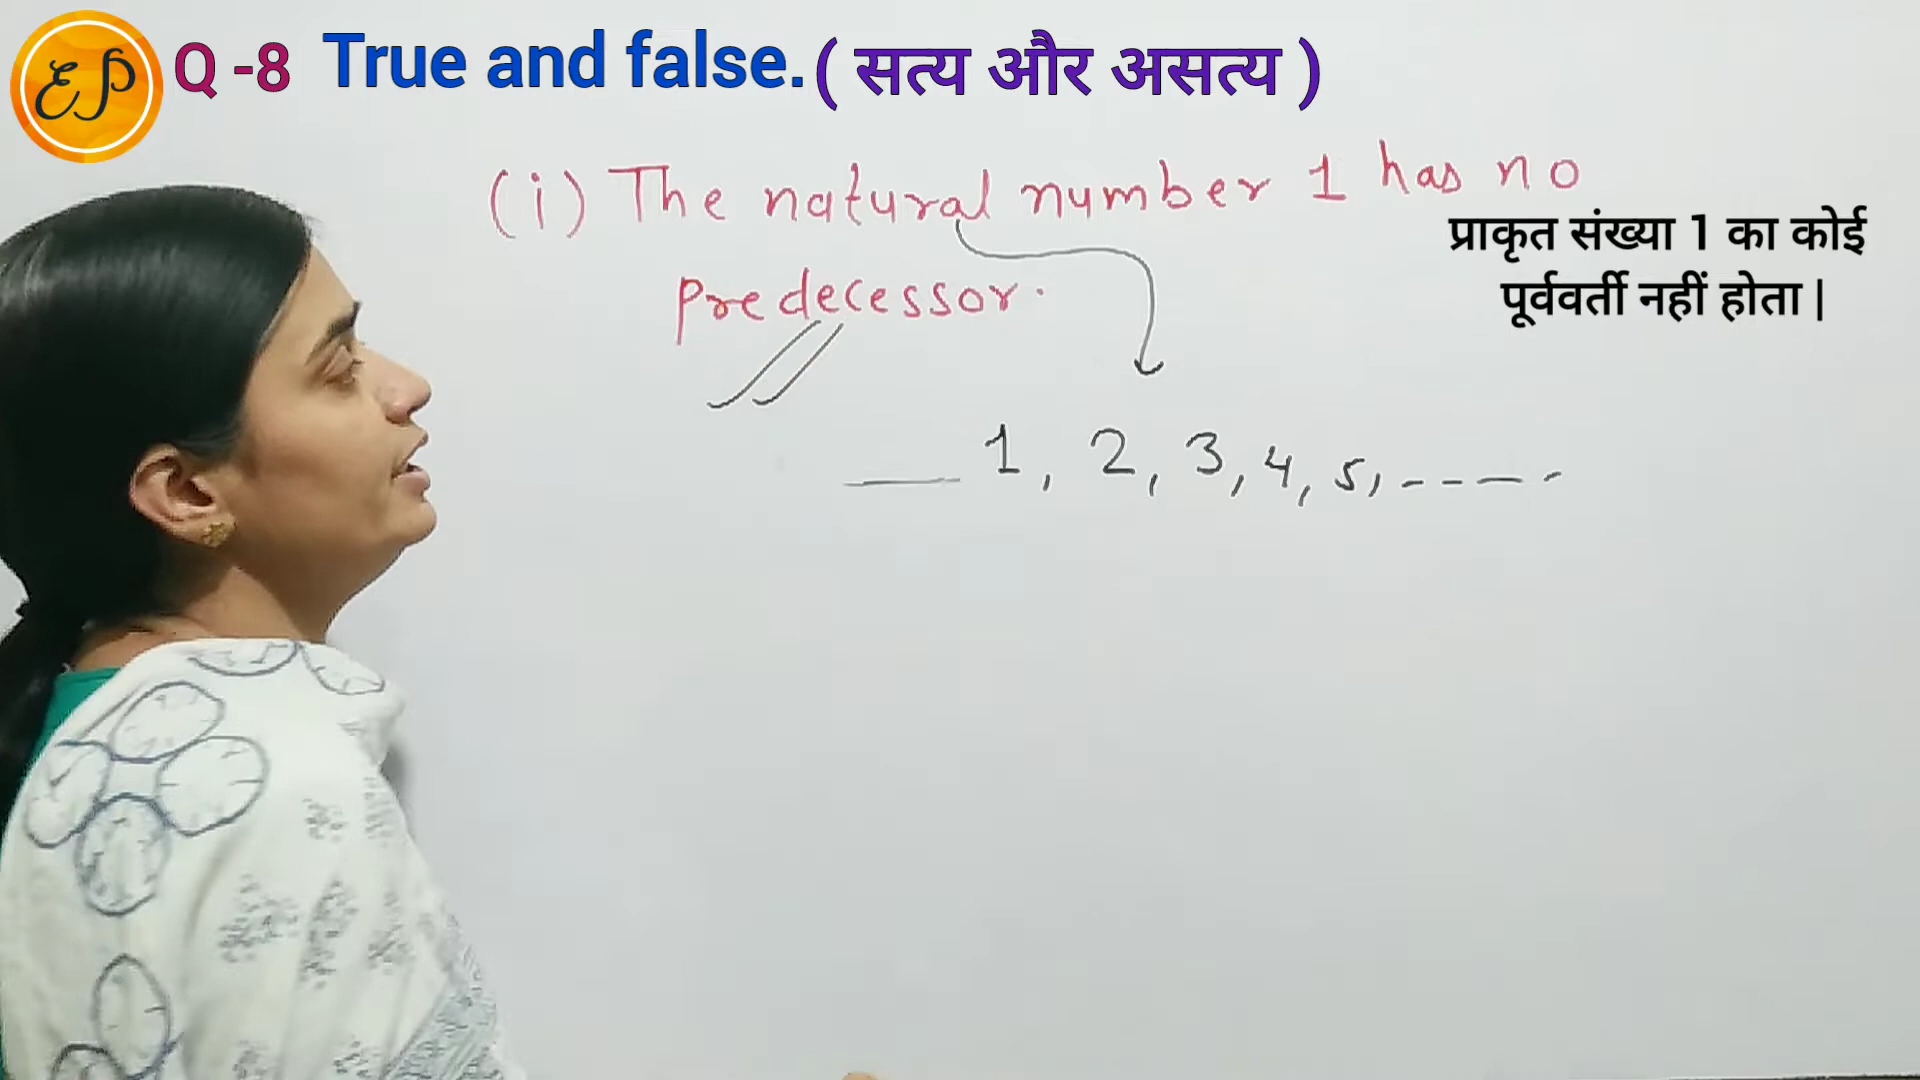 EP
Q -8 True and false. ( सत्य और असत्य )
(i) The natural number 1 has no
predecessor.
प्राकृत संख्या 1 का कोई
पूर्ववर्ती नहीं होता |
1, 2, 3, 4, 5, ----